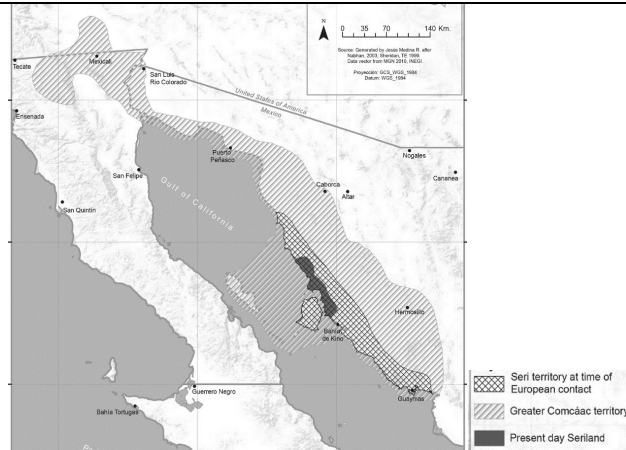 N
0 35 70 140 Km.
Source: Generated by Jesús Medina R. after
Nabhan, 2003; Sheridan, TE 1999.
Data vector from MGN 2010, INEGI.
Proyección: GCS_WGS_1984
Datum: WGS_1984
Tecate
Mexicali
San Luis
Río Colorado
United States of America
Mexico
Ensenada
Puerto
Peñasco
Nogales
San Felipe
Cananea
Gulf of California
Caborca
Altar
San Quintín
Hermosillo
Bahía
de Kino
Guerrero Negro
Guaymas
Bahía Tortugas
Seri territory at time of
European contact
Greater Comcáac territory
Present day Seriland